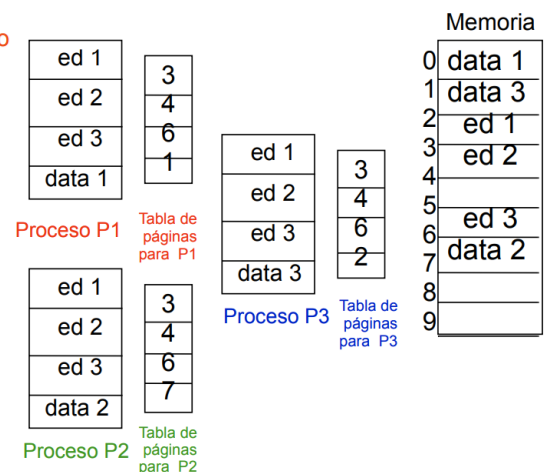 o
ed 1
ed 2
ed 3
data 1
3
4
6
1
Proceso P1
Tabla de
páginas
para P1
ed 1
ed 2
ed 3
data 2
3
4
6
7
Proceso P2
Tabla de
páginas
para P2
ed 1
ed 2
ed 3
data 3
3
4
6
2
Proceso P3
Tabla de
páginas
para P3
Memoria
0 data 1
1 data 3
2 ed 1
3 ed 2
4
5
6 ed 3
7 data 2
8
9